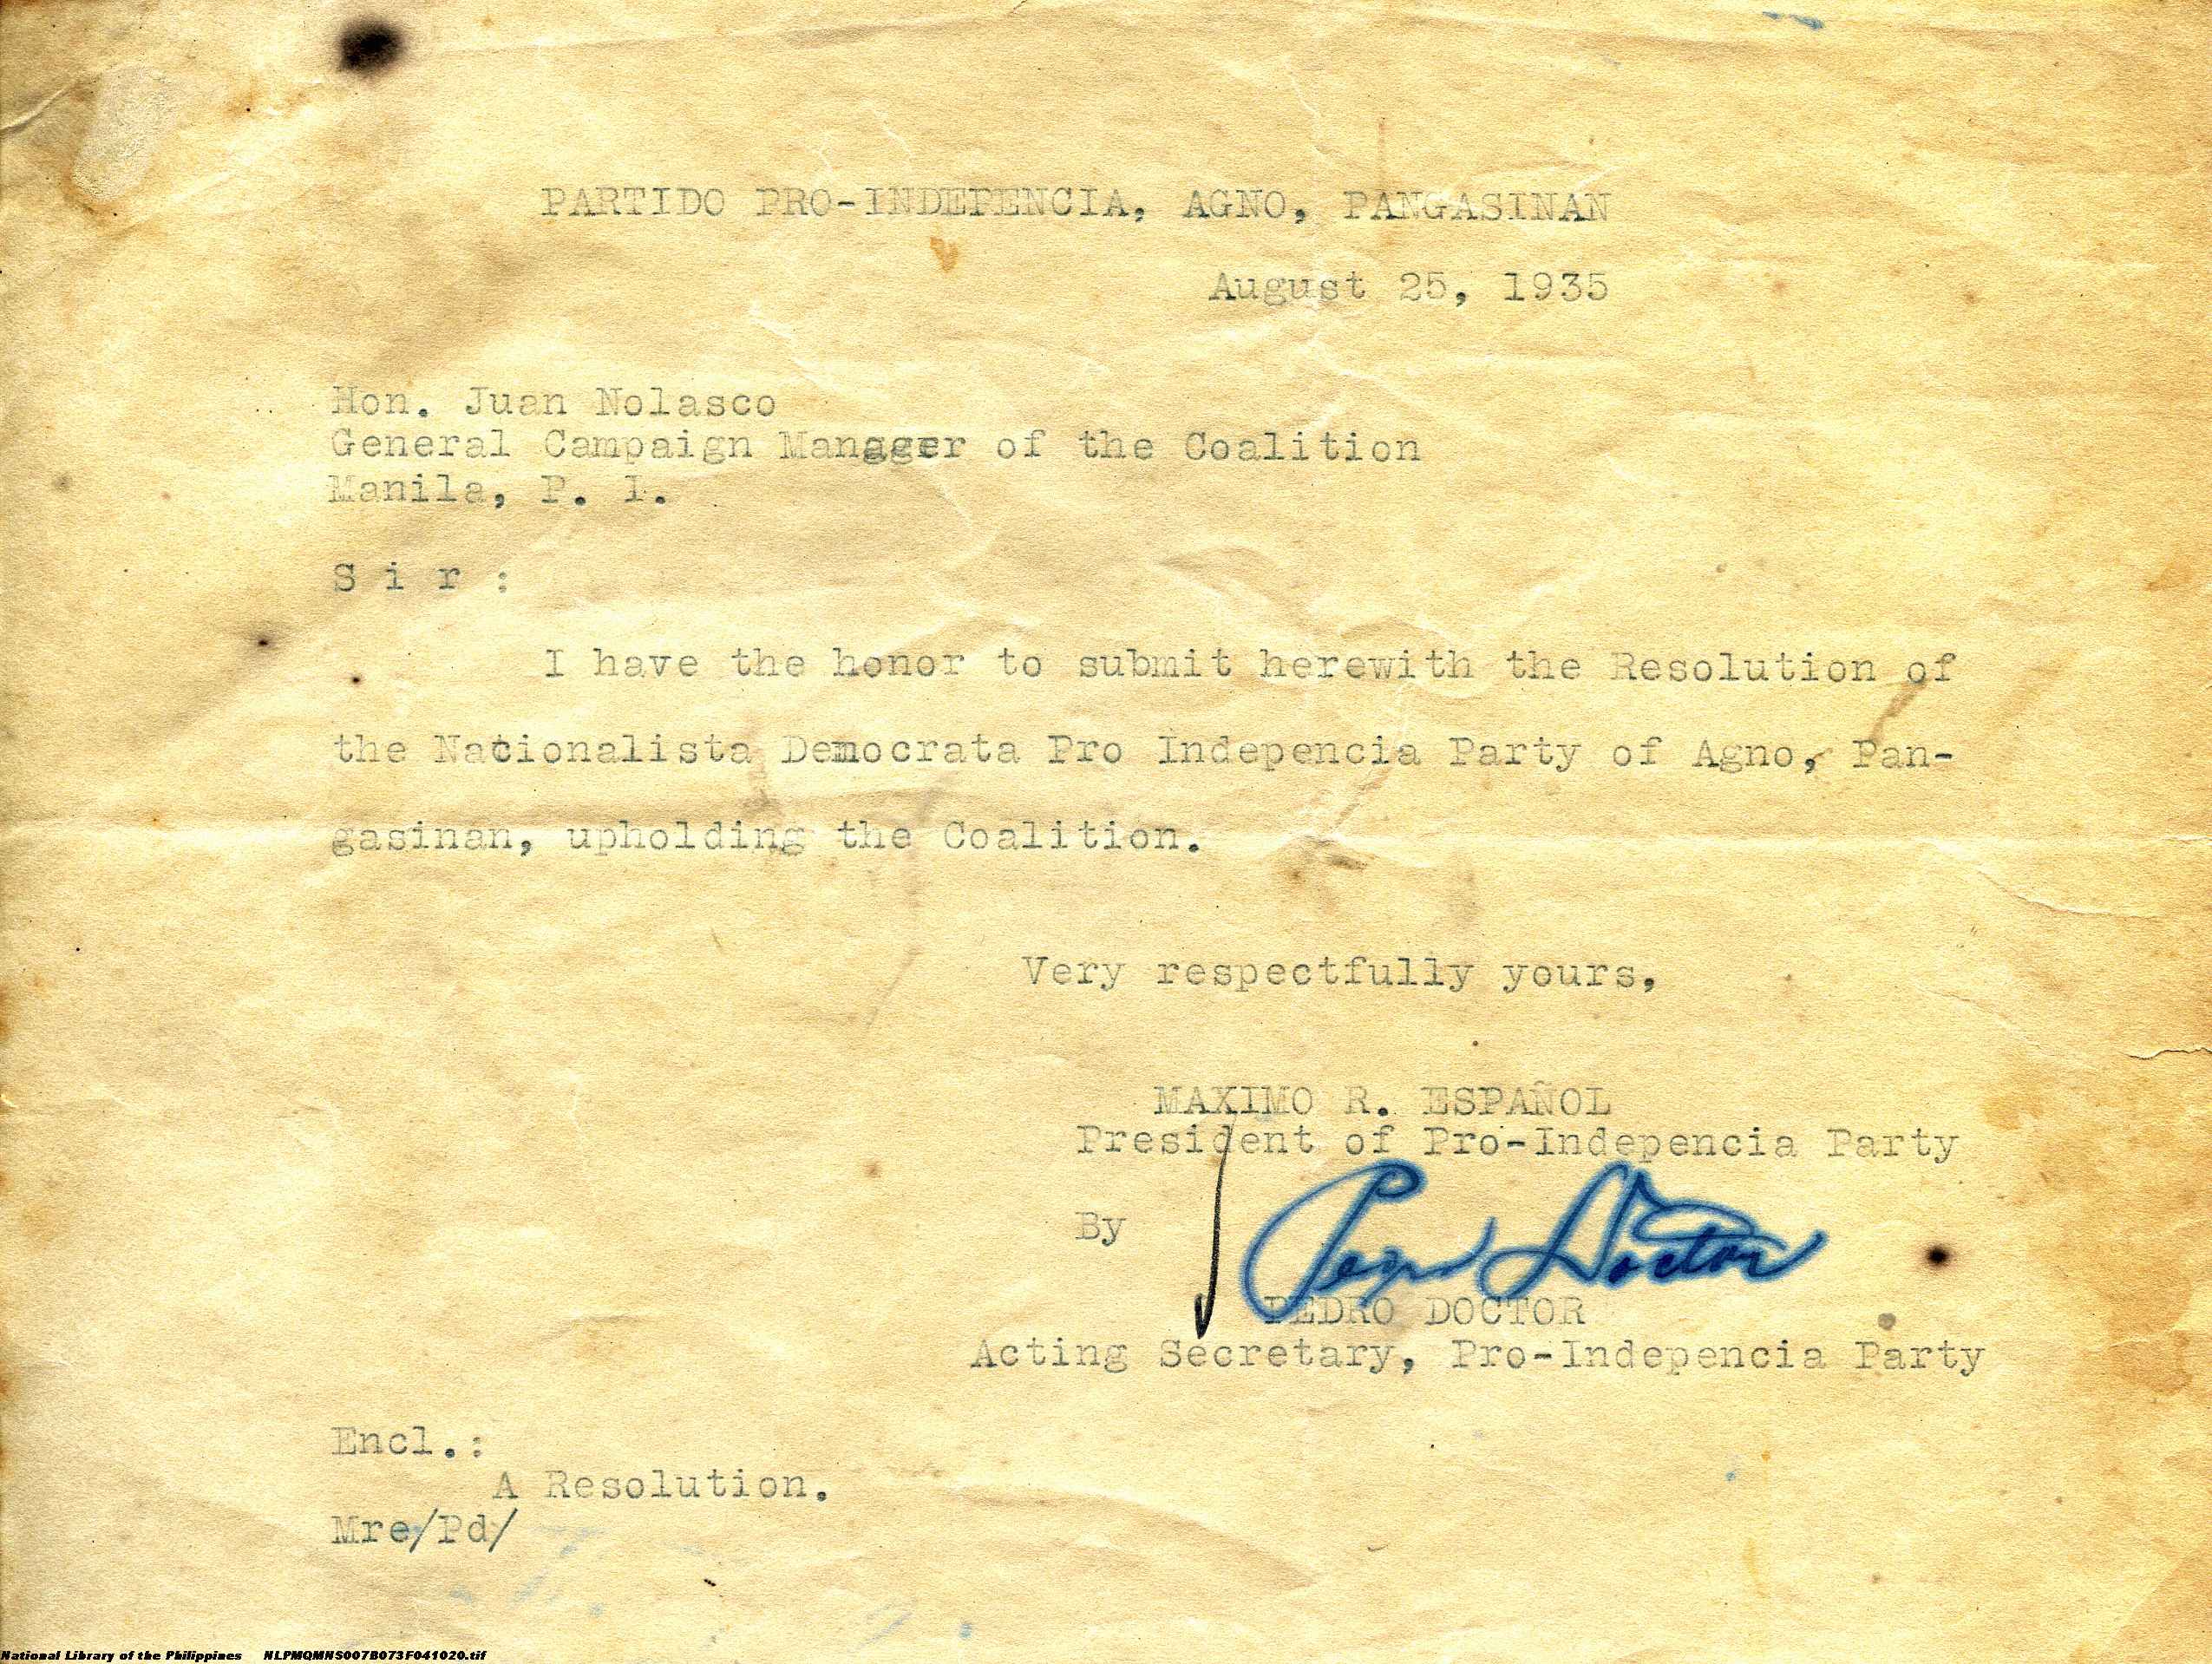 PARTIDO PRO-INDEPENCIA, AGNO, PANGASINAN
August 25, 1935
Hon. Juan Nolasco
General Campaign Manager of the Coalition
Manila, P. I.
S i r :
I have the honor to submit herewith the Resolution of
the Nacionalista Democrata Pro Indepencia Party of Agno, Pan-
gasinan, upholding the Coalition.
Very respectfully yours,
MAXIMO R. ESPAÑOL
President of Pro-Indepencia Party
By Pedro Doctor
PEDRO DOCTOR
Acting Secretary, Pro-Indepencia Party
Encl.:
A Resolution.
Mre/Pd/
National Library of the Philippines NLPMQMNS007B073F041020.tif